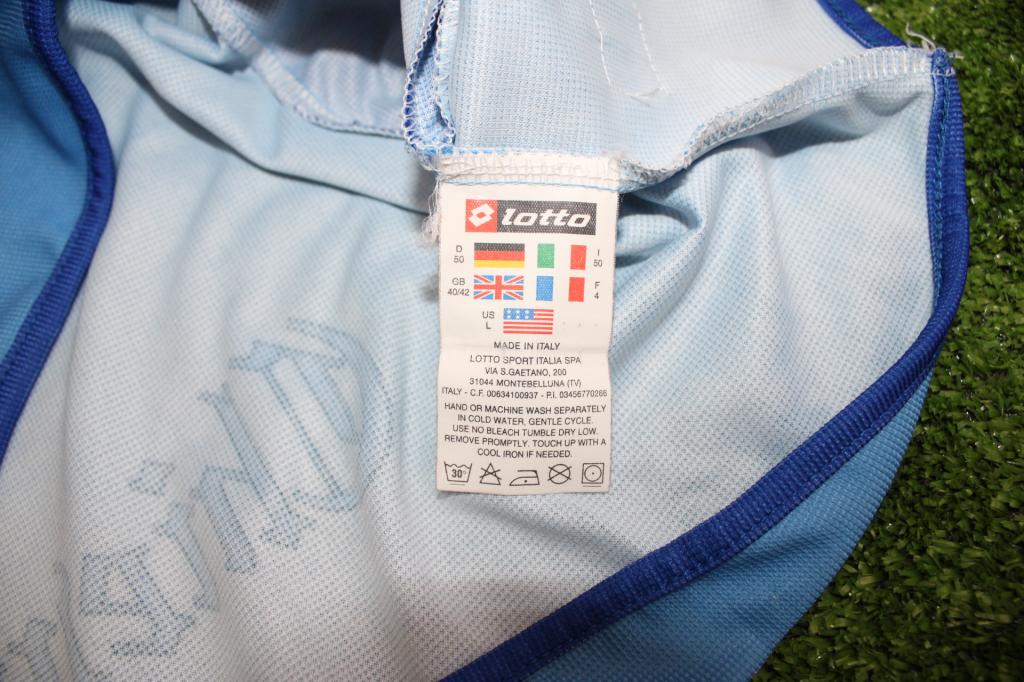 lotto
D
50
I
50
GB
40/42
F
4
US
L
MADE IN ITALY
LOTTO SPORT ITALIA SPA
VIA S.GAETANO, 200
31044 MONTEBELLUNA (TV)
ITALY - C.F. 00634100937 - P.I. 03456770266
HAND OR MACHINE WASH SEPARATELY
IN COLD WATER, GENTLE CYCLE.
USE NO BLEACH TUMBLE DRY LOW.
REMOVE PROMPTLY. TOUCH UP WITH A
COOL IRON IF NEEDED.
30°